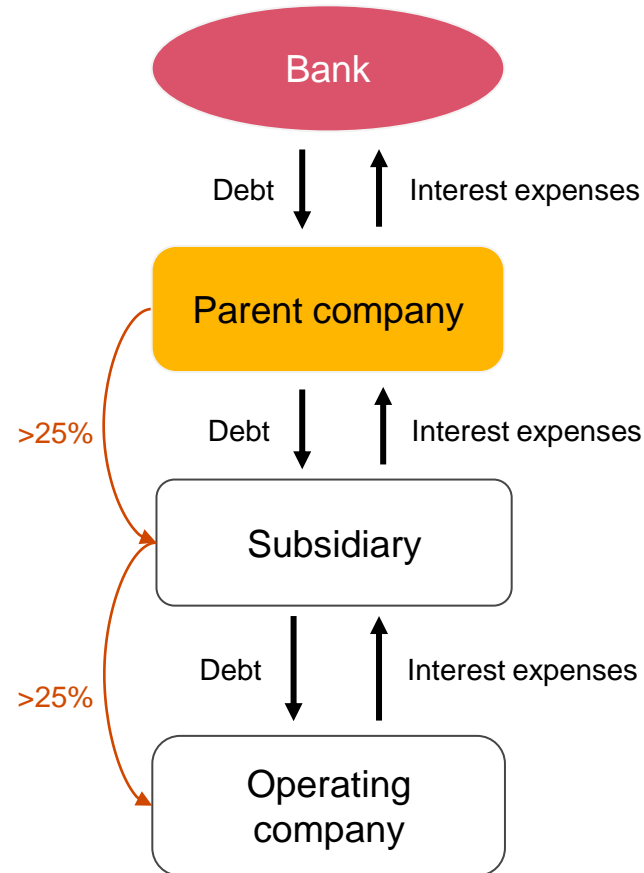 Bank
Debt
Interest expenses
Parent company
>25%
Debt
Interest expenses
Subsidiary
>25%
Debt
Interest expenses
Operating
company